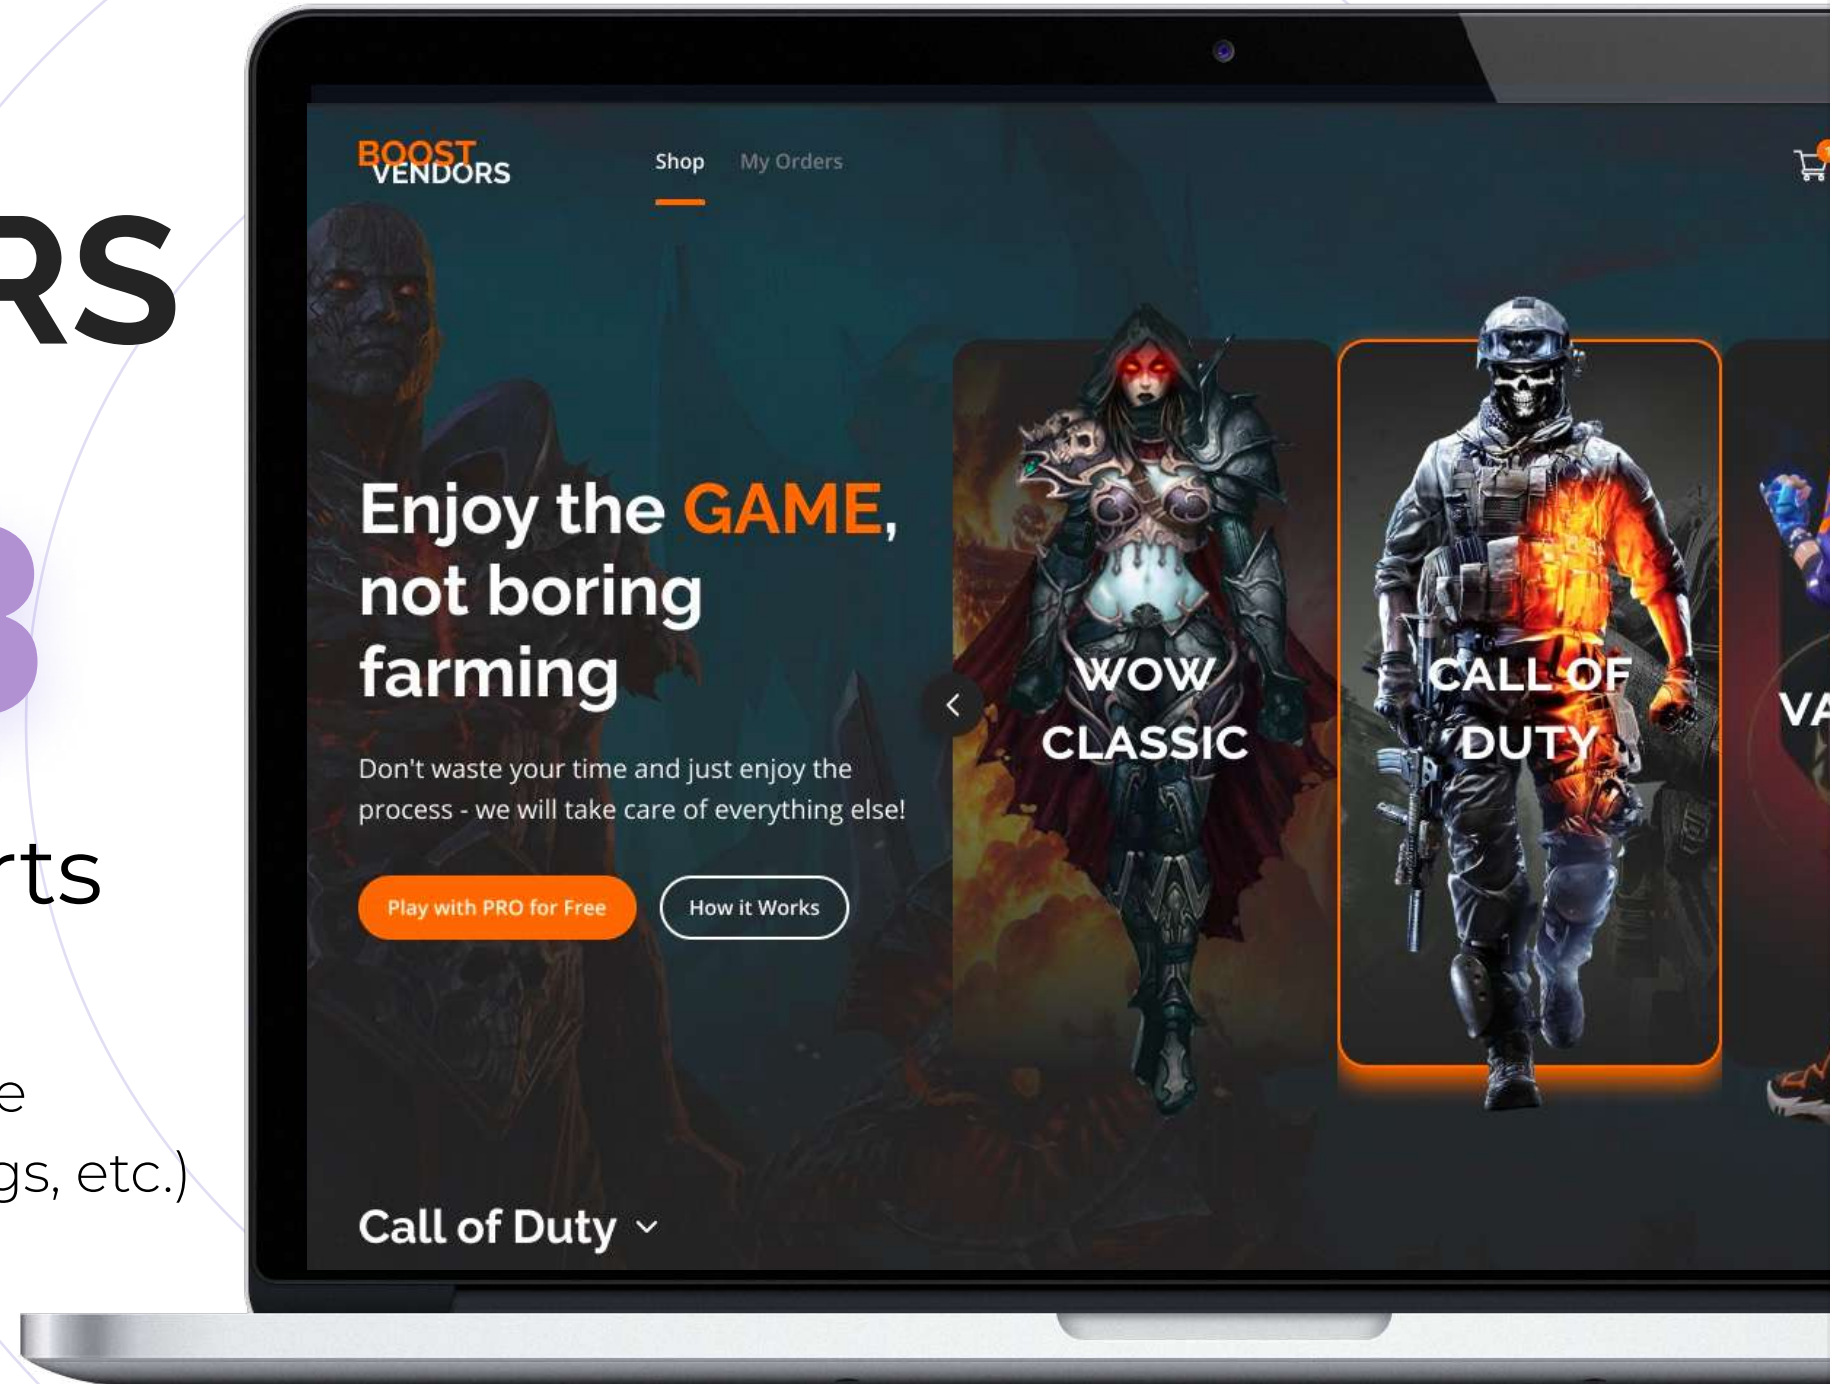 RS
3
rts
e
gs, etc.)
BOOST
VENDORS
Shop
My Orders
Enjoy the GAME,
not boring
farming
Don't waste your time and just enjoy the
process - we will take care of everything else!
Play with PRO for Free
How it Works
WOW
CLASSIC
CALL OF
DUTY
VA
Call of Duty